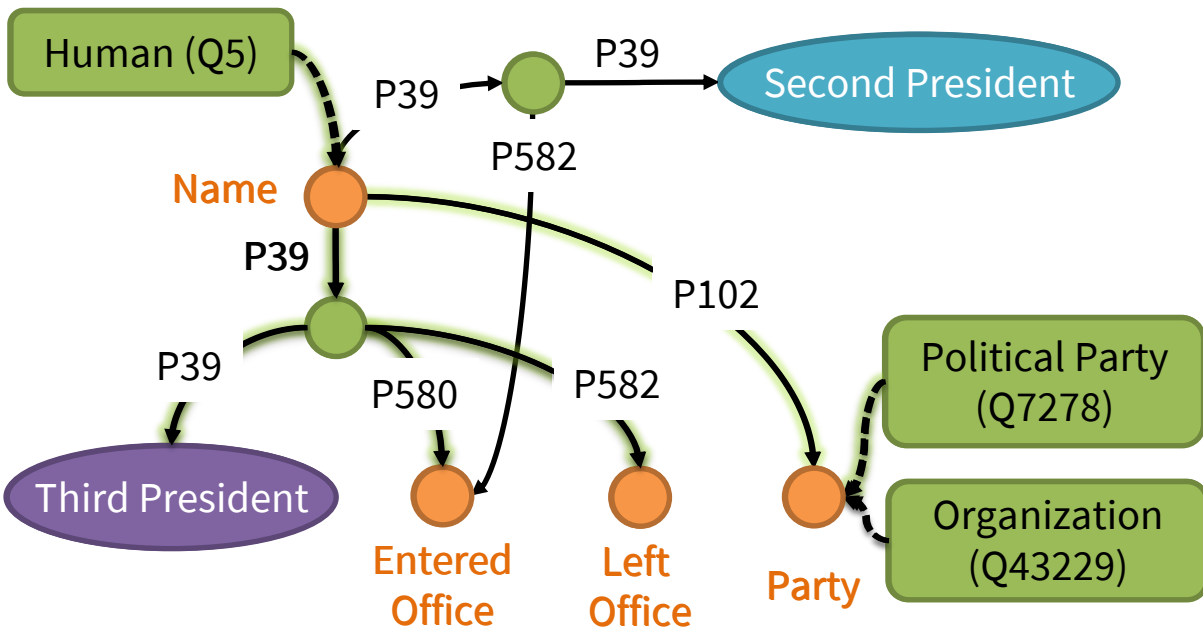 Human (Q5)
P39
P39
Second President
P582
Name
P39
P102
P39
P580
P582
Political Party
(Q7278)
Third President
Organization
(Q43229)
Entered
Office
Left
Office
Party